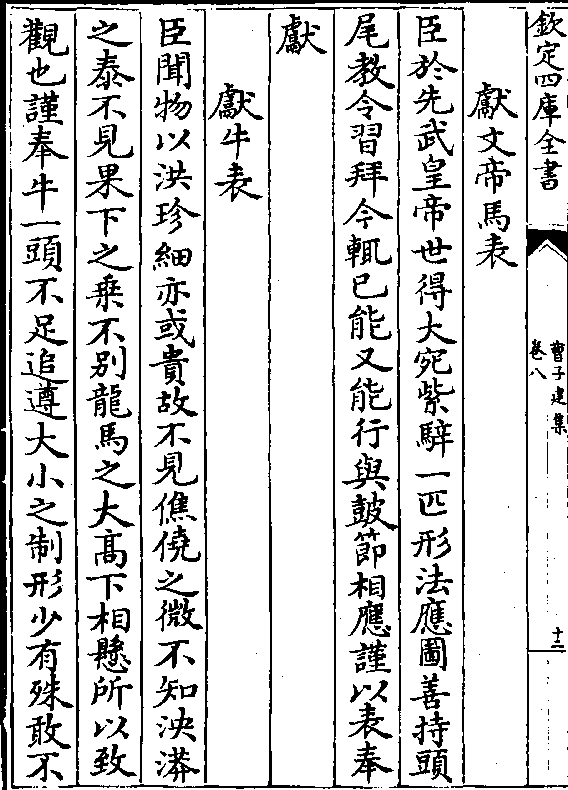 欽定四庫全書
曹子建集
卷八
十二
獻文帝馬表
臣於先武皇帝世得大宛紫騂一匹形法應圖善持頭
尾教令習拜今輒已能又能行與鼓節相應謹以表奉
獻
獻牛表
臣聞物以洪珍細亦或貴故不見僬僥之微不知泱漭
之泰不見果下之乗不别龍馬之大髙下相懸所以致
觀也謹奉牛一頭不足追遵大小之制形少有殊敢不